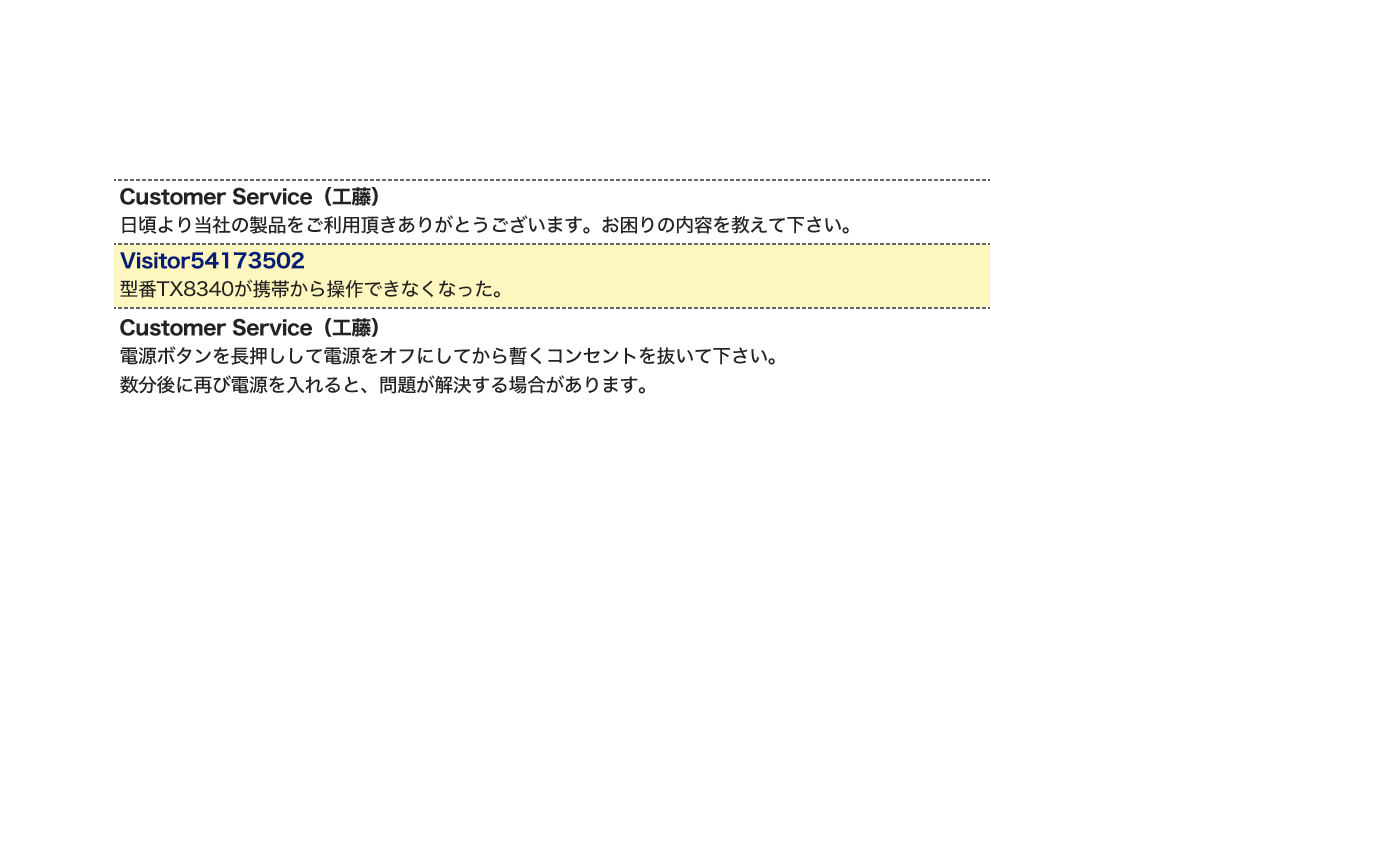 Customer Service（工藤）
日頃より当社の製品をご利用頂きありがとうございます。お困りの内容を教えて下さい。
Visitor54173502
型番TX8340が携帯から操作できなくなった。
Customer Service（工藤）
電源ボタンを長押しして電源をオフにしてから暫くコンセントを抜いて下さい。
数分後に再び電源を入れると、問題が解決する場合があります。